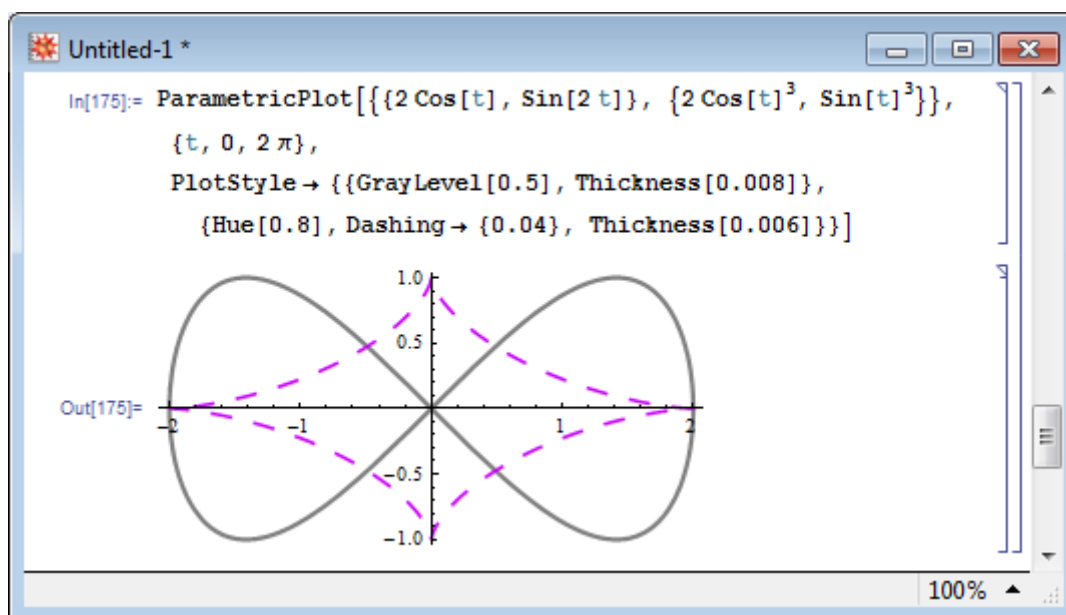 Untitled-1 *
In[175]:= ParametricPlot[{{2 Cos[t], Sin[2 t]}, {2 Cos[t]³, Sin[t]³}},
{t, 0, 2 π},
PlotStyle → {{GrayLevel[0.5], Thickness[0.008]},
{Hue[0.8], Dashing → {0.04}, Thickness[0.006]}}]
1.0
0.5
Out[175]=
-2
-1
1
2
-0.5
-1.0
100%